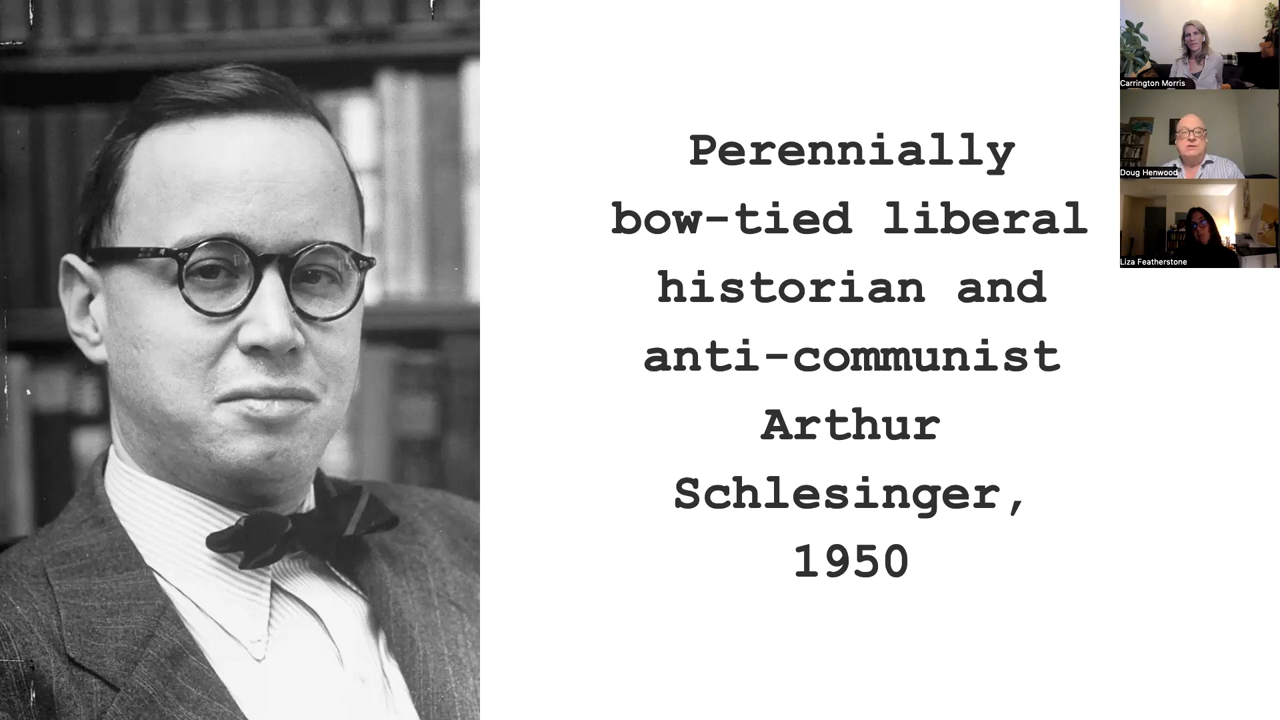 Perennially
bow-tied liberal
historian and
anti-communist
Arthur
Schlesinger,
1950
Carrington Morris
Doug Henwood
Liza Featherstone